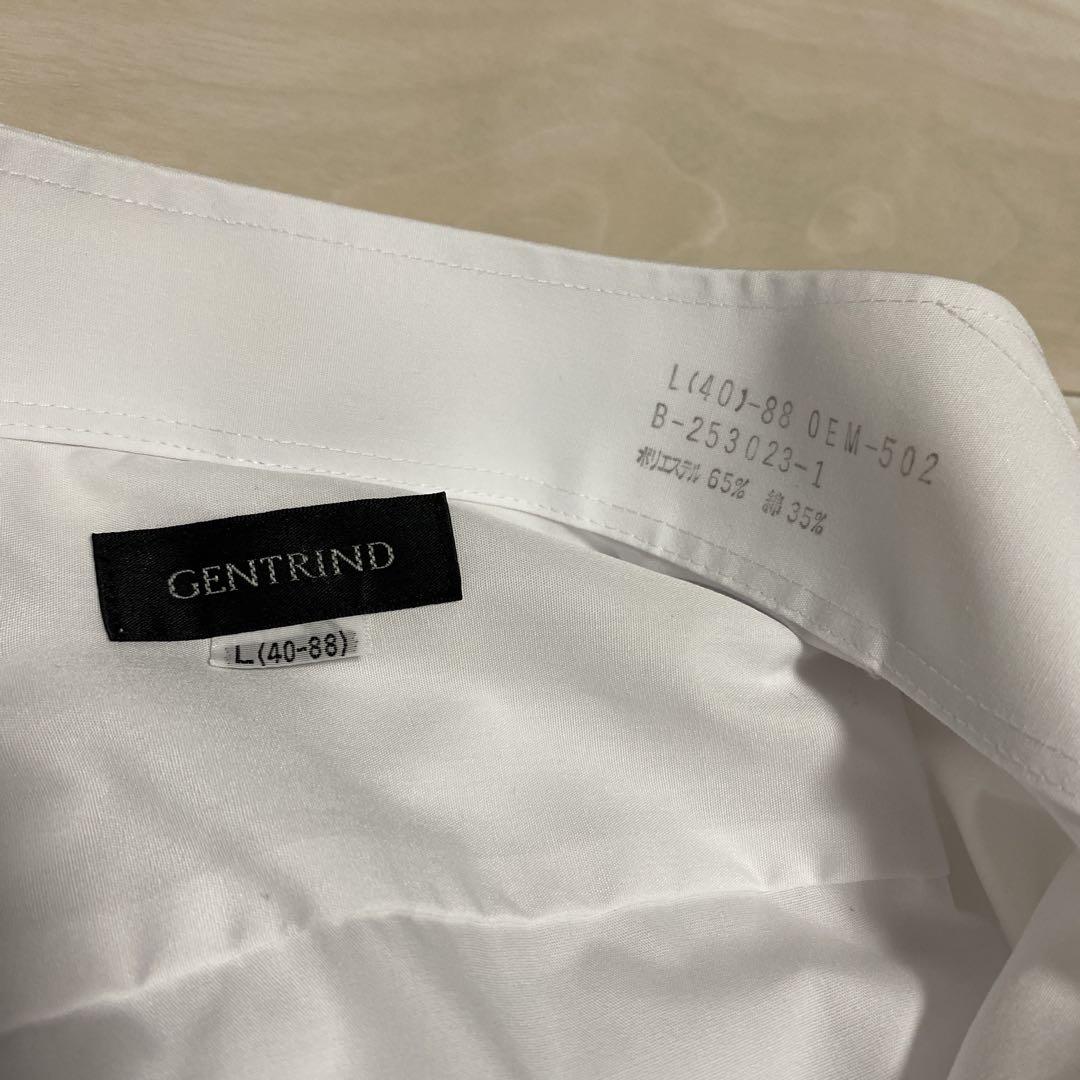 L(40)-88 OEM-502
B-253023-1
ポリエステル 65% 綿 35%
GENTRIND
L(40-88)